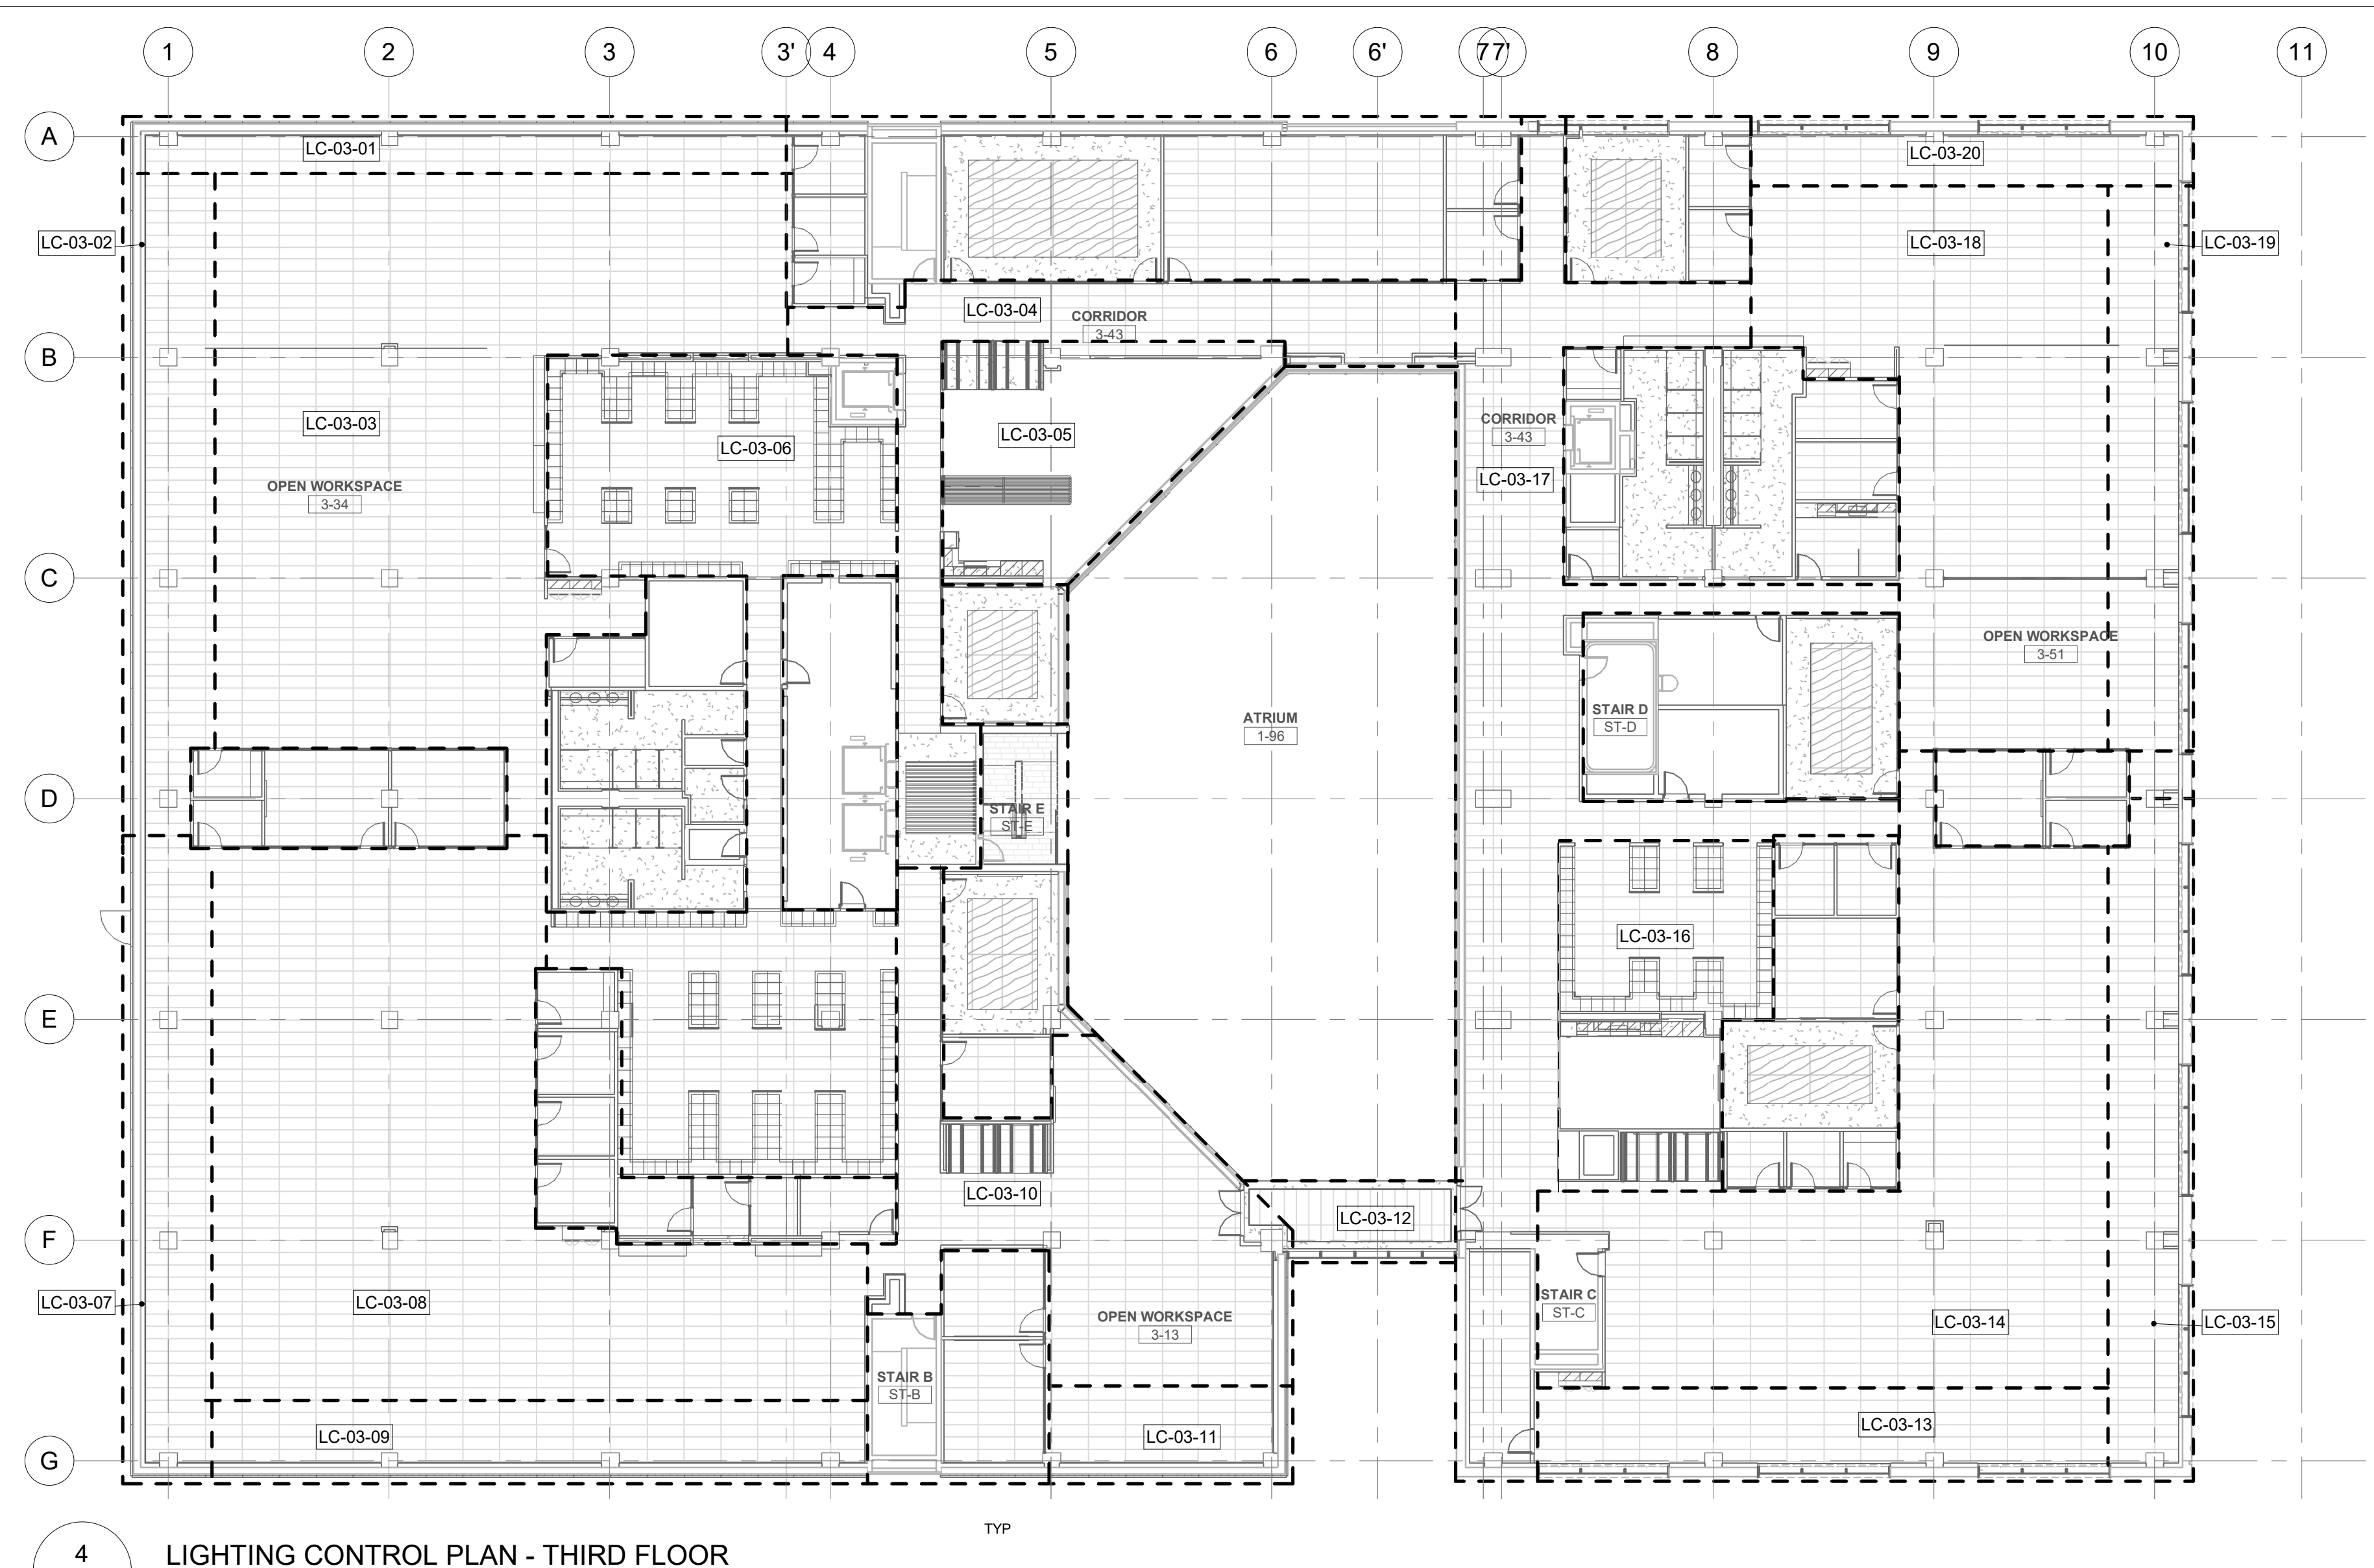 1 2 3 3' 4 5 6 6' 7 7' 8 9 10 11
A
LC-03-01
LC-03-20
LC-03-02
LC-03-18
LC-03-19
LC-03-04
CORRIDOR
3-43
B
LC-03-03
LC-03-05
CORRIDOR
3-43
LC-03-06
LC-03-17
OPEN WORKSPACE
3-34
C
OPEN WORKSPACE
3-51
STAIR D
ST-D
ATRIUM
1-96
D
STAIR E
ST-E
LC-03-16
E
LC-03-10
LC-03-12
F
LC-03-07
LC-03-08
STAIR C
ST-C
OPEN WORKSPACE
3-13
LC-03-14
LC-03-15
STAIR B
ST-B
LC-03-09
LC-03-11
LC-03-13
G
TYP
4
LIGHTING CONTROL PLAN - THIRD FLOOR